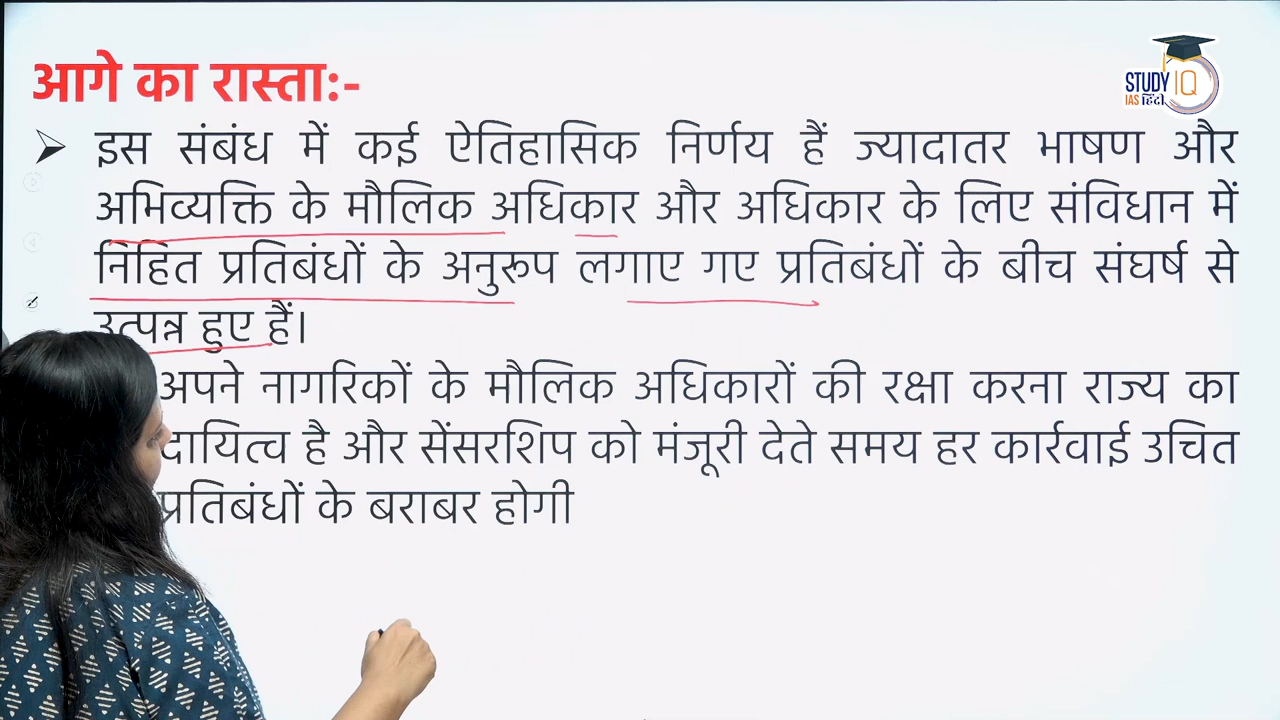 आगे का रास्ता:-
STUDY IQ
IAS हिंदी
इस संबंध में कई ऐतिहासिक निर्णय हैं ज्यादातर भाषण और
अभिव्यक्ति के मौलिक अधिकार और अधिकार के लिए संविधान में
निहित प्रतिबंधों के अनुरूप लगाए गए प्रतिबंधों के बीच संघर्ष से
उत्पन्न हुए हैं।
अपने नागरिकों के मौलिक अधिकारों की रक्षा करना राज्य का
दायित्व है और सेंसरशिप को मंजूरी देते समय हर कार्रवाई उचित
प्रतिबंधों के बराबर होगी